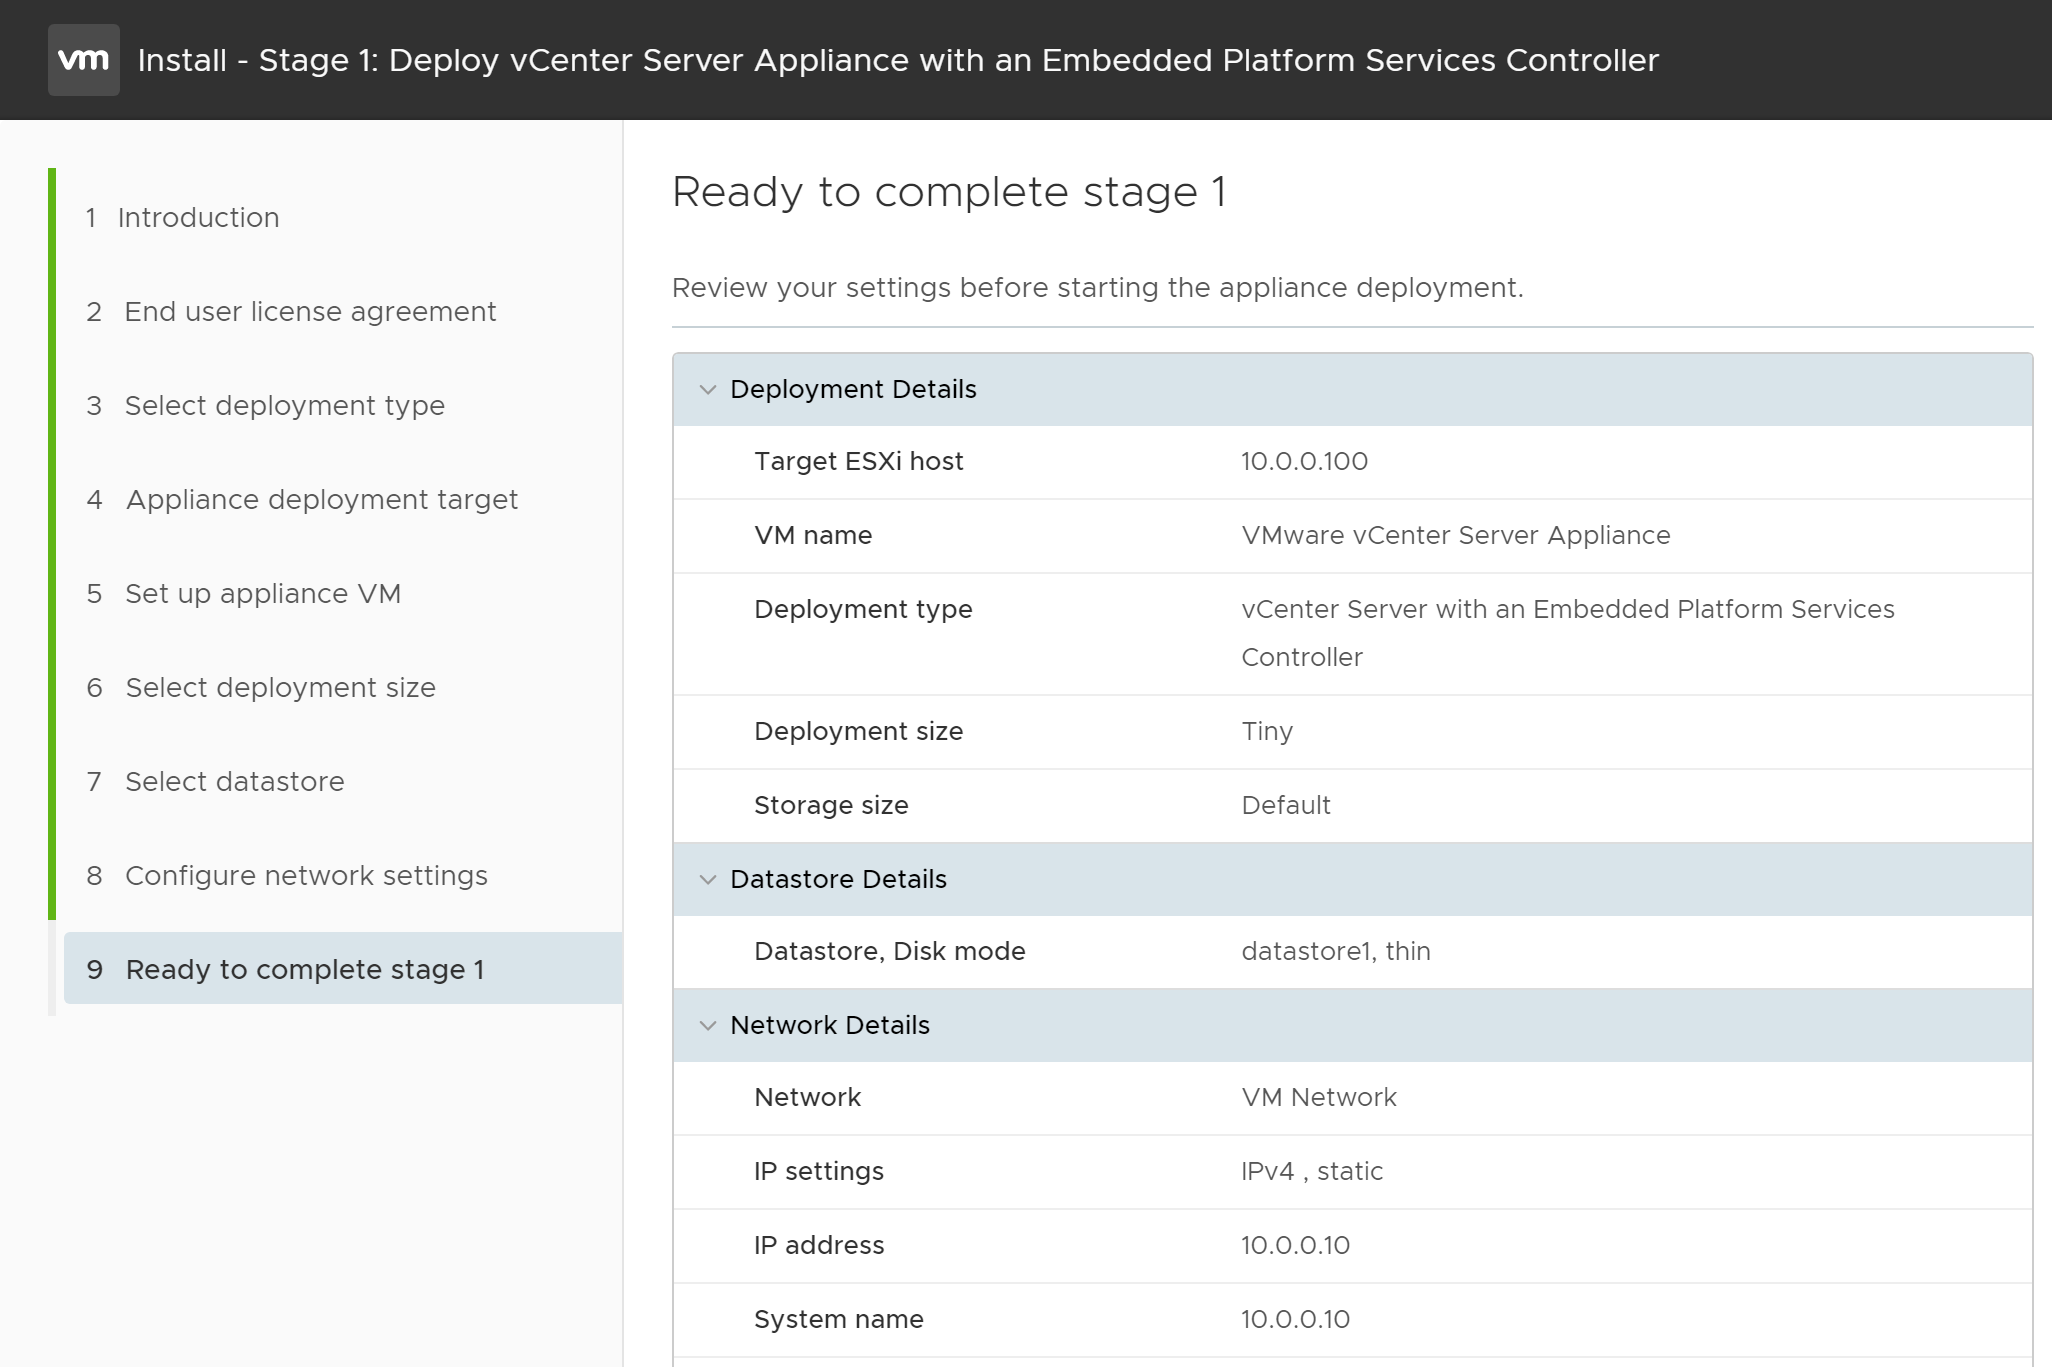 vm
Install - Stage 1: Deploy vCenter Server Appliance with an Embedded Platform Services Controller
1 Introduction
2 End user license agreement
3 Select deployment type
4 Appliance deployment target
5 Set up appliance VM
6 Select deployment size
7 Select datastore
8 Configure network settings
9 Ready to complete stage 1
Ready to complete stage 1
Review your settings before starting the appliance deployment.
Deployment Details
Target ESXi host 10.0.0.100
VM name VMware vCenter Server Appliance
Deployment type vCenter Server with an Embedded Platform Services
Controller
Deployment size Tiny
Storage size Default
Datastore Details
Datastore, Disk mode datastore1, thin
Network Details
Network VM Network
IP settings IPv4 , static
IP address 10.0.0.10
System name 10.0.0.10